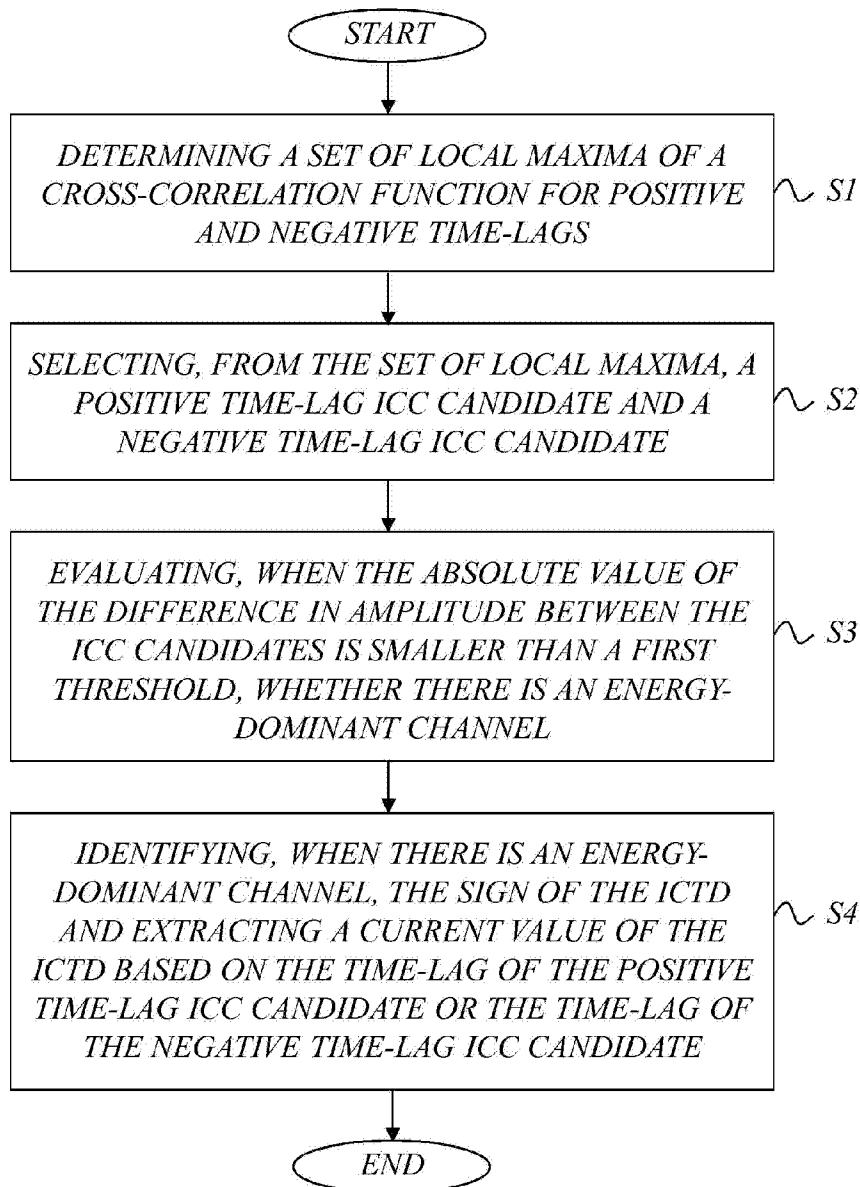 START
DETERMINING A SET OF LOCAL MAXIMA OF A
CROSS-CORRELATION FUNCTION FOR POSITIVE
AND NEGATIVE TIME-LAGS
S1
SELECTING, FROM THE SET OF LOCAL MAXIMA, A
POSITIVE TIME-LAG ICC CANDIDATE AND A
NEGATIVE TIME-LAG ICC CANDIDATE
S2
EVALUATING, WHEN THE ABSOLUTE VALUE OF
THE DIFFERENCE IN AMPLITUDE BETWEEN THE
ICC CANDIDATES IS SMALLER THAN A FIRST
THRESHOLD, WHETHER THERE IS AN ENERGY-
DOMINANT CHANNEL
S3
IDENTIFYING, WHEN THERE IS AN ENERGY-
DOMINANT CHANNEL, THE SIGN OF THE ICTD
AND EXTRACTING A CURRENT VALUE OF THE
ICTD BASED ON THE TIME-LAG OF THE POSITIVE
TIME-LAG ICC CANDIDATE OR THE TIME-LAG OF
THE NEGATIVE TIME-LAG ICC CANDIDATE
S4
END